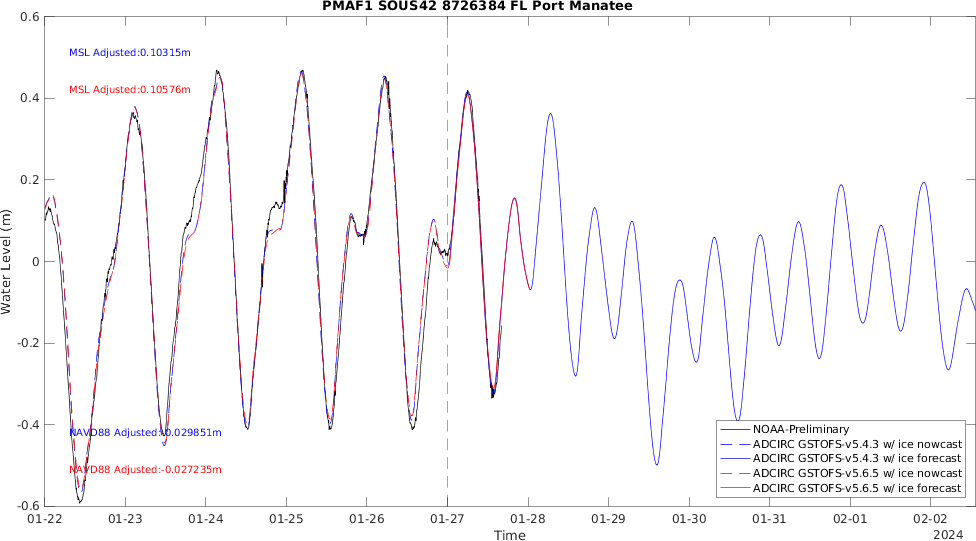 PMAF1 SOUS42 8726384 FL Port Manatee
0.6
MSL Adjusted:0.10315m
MSL Adjusted:0.10576m
0.4
0.2
0
-0.2
-0.4
-0.6
Water Level (m)
NAVD88 Adjusted:-0.029851m
NAVD88 Adjusted:-0.027235m
NOAA-Preliminary
ADCIRC GSTOFS-v5.4.3 w/ ice nowcast
ADCIRC GSTOFS-v5.4.3 w/ ice forecast
ADCIRC GSTOFS-v5.6.5 w/ ice nowcast
ADCIRC GSTOFS-v5.6.5 w/ ice forecast
01-22 01-23 01-24 01-25 01-26 01-27 01-28 01-29 01-30 01-31 02-01 02-02
Time
2024